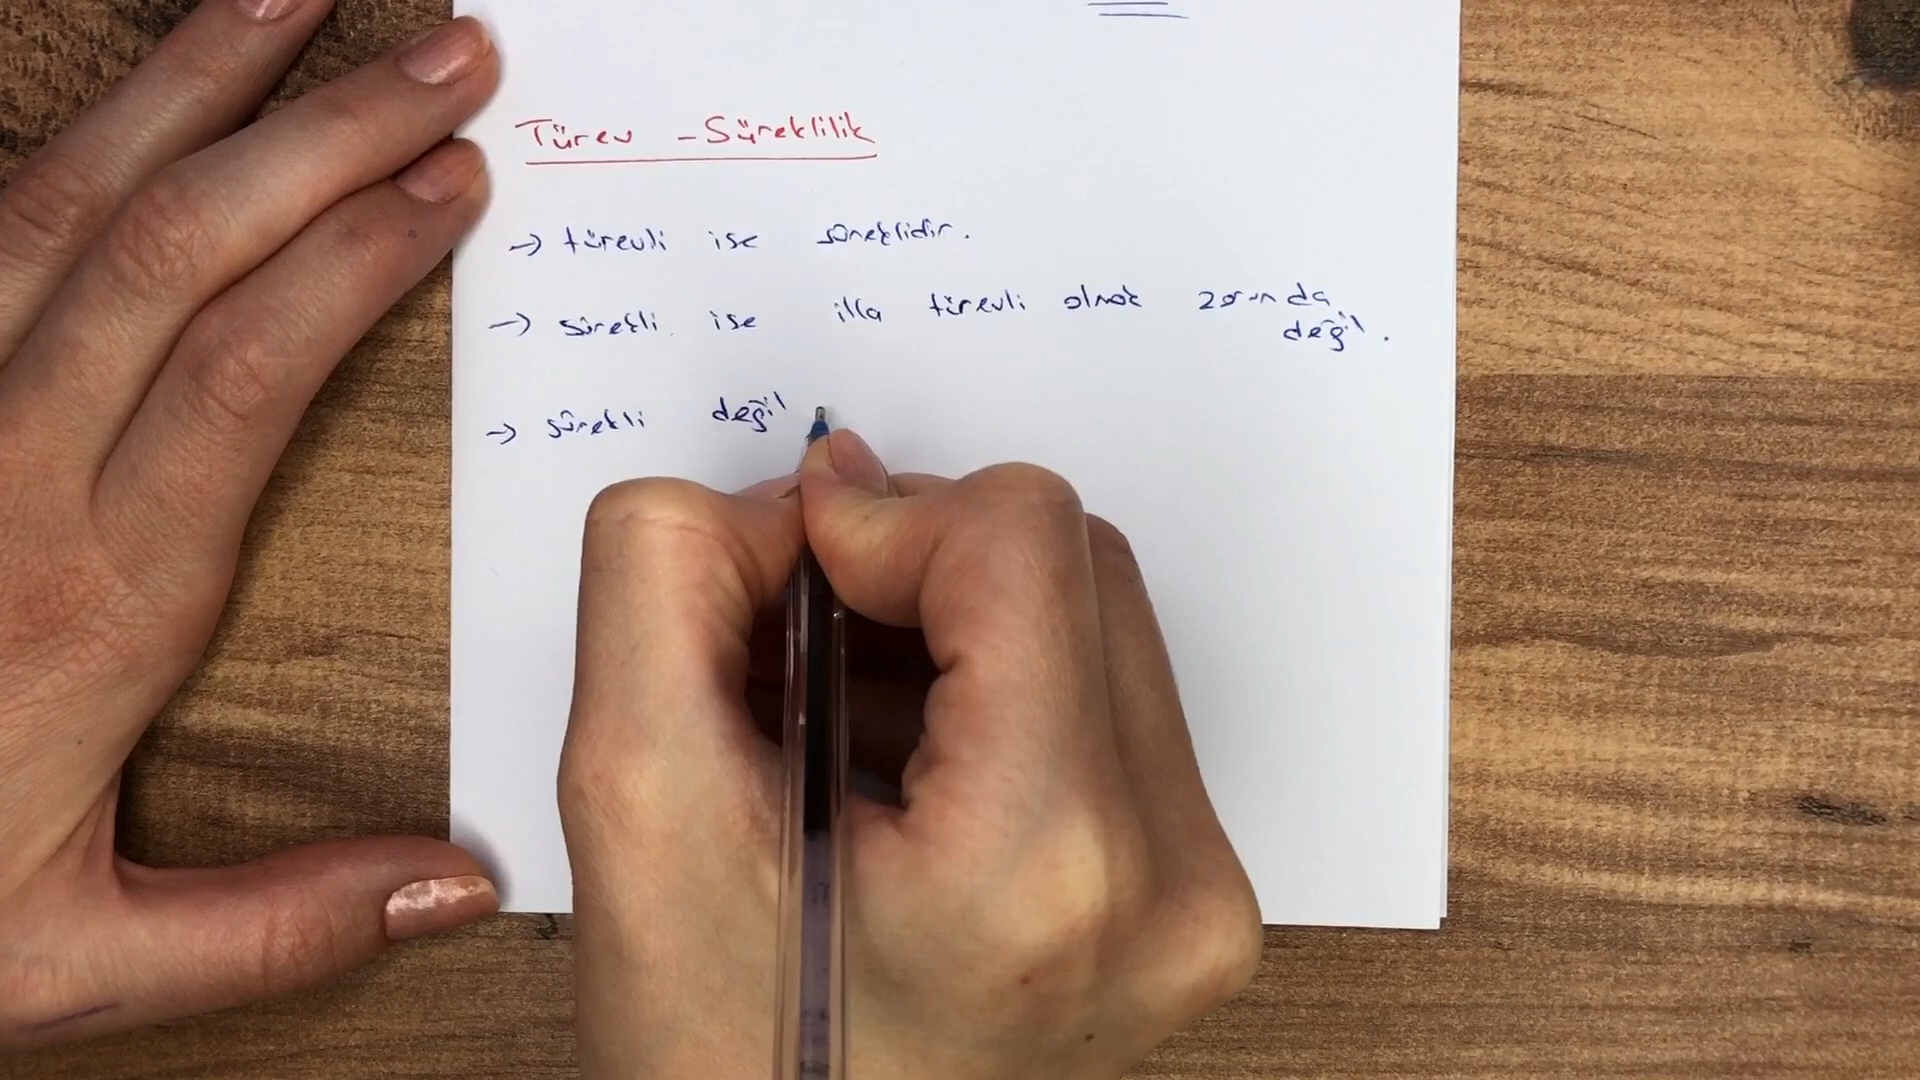 Türev - Süreklilik
→ türevli ise süreklidir.
→ sürekli ise illa türevli olmak zorunda
değil.
→ sürekli değil